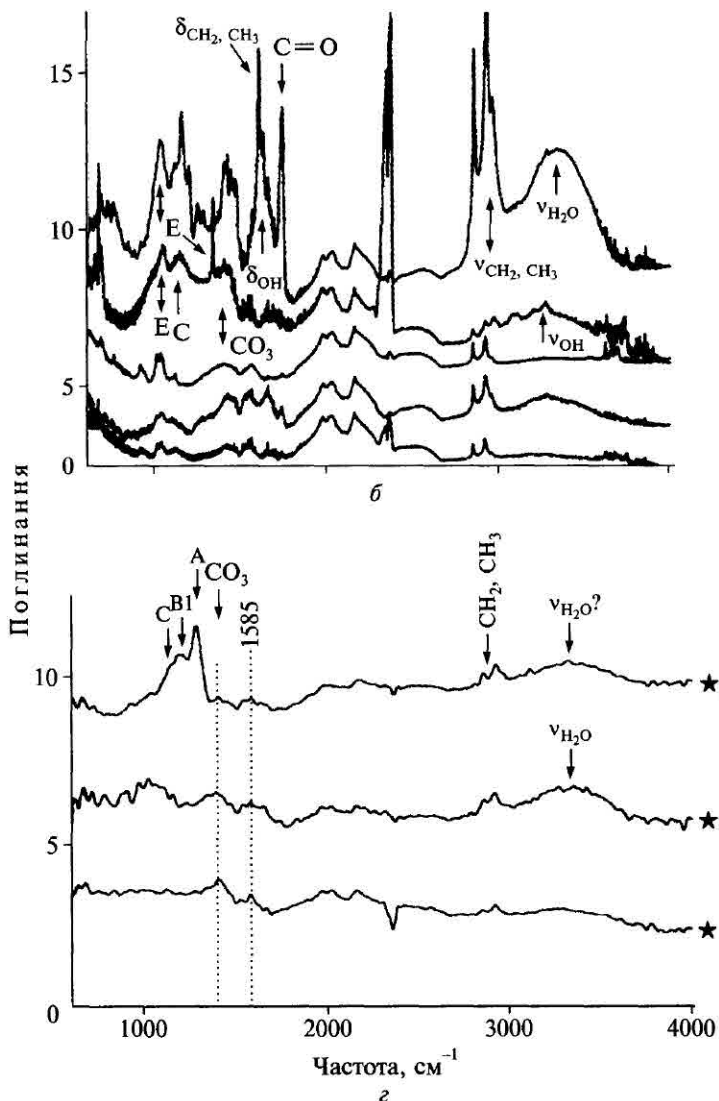 δCH₂, CH₃
C=O
15
10
E
δOH
νCH₂, CH₃
νH₂O
E C
CO₃
νOH
5
0
б
Поглинання
A
C B1
CO₃
1585
CH₂, CH₃
νH₂O?
10
★
νH₂O
★
5
★
0
1000 2000 3000 4000
Частота, см⁻¹
г